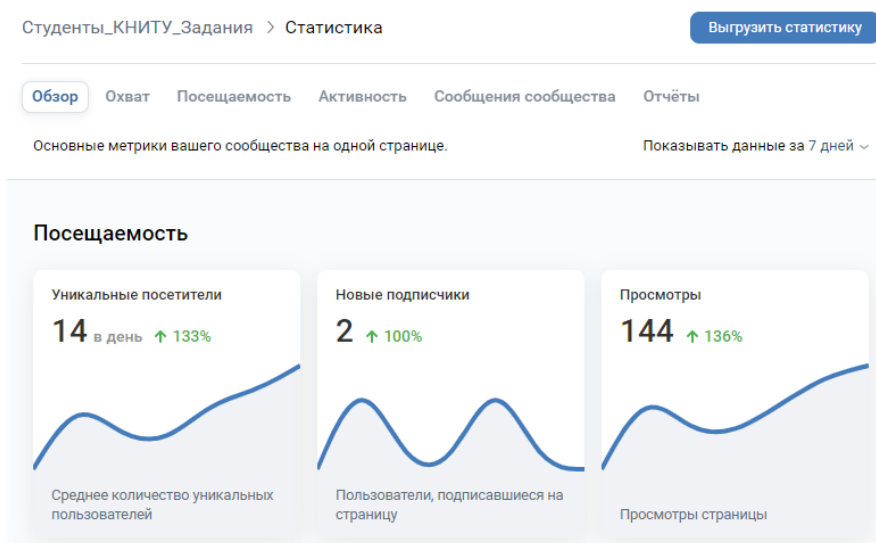 Студенты_КНИТУ_Задания > Статистика
Выгрузить статистику
Обзор Охват Посещаемость Активность Сообщения сообщества Отчёты
Основные метрики вашего сообщества на одной странице.
Показывать данные за 7 дней
Посещаемость
Уникальные посетители
14 в день ↑ 133%
Среднее количество уникальных
пользователей
Новые подписчики
2 ↑ 100%
Пользователи, подписавшиеся на
страницу
Просмотры
144 ↑ 136%
Просмотры страницы